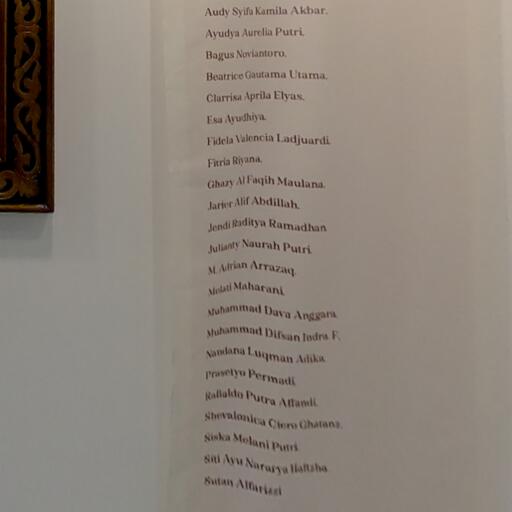 Audy Syifa Kamila Akbar.
Ayudya Aurelia Putri.
Bagus Noviantoro.
Beatrice Gautama Utama.
Clarrisa Aprila Elyas.
Esa Ayudhiya.
Fidela Valencia Ladjuardi.
Fitria Riyana.
Ghazy Al Faqih Maulana.
Jarier Alif Abdillah.
Jendi Raditya Ramadhan
Julianty Naurah Putri.
M. Adrian Arrazaq.
Melati Maharani.
Muhammad Dava Anggara.
Muhammad Difsan Indra F.
Nandana Luqman Adika.
Prasetyo Permadi.
Rafialdo Putra Affandi.
Shevalonica Ciero Gharana.
Siska Melani Putri.
Siti Ayu Nararya Hafizha.
Sutan Alfarizzi